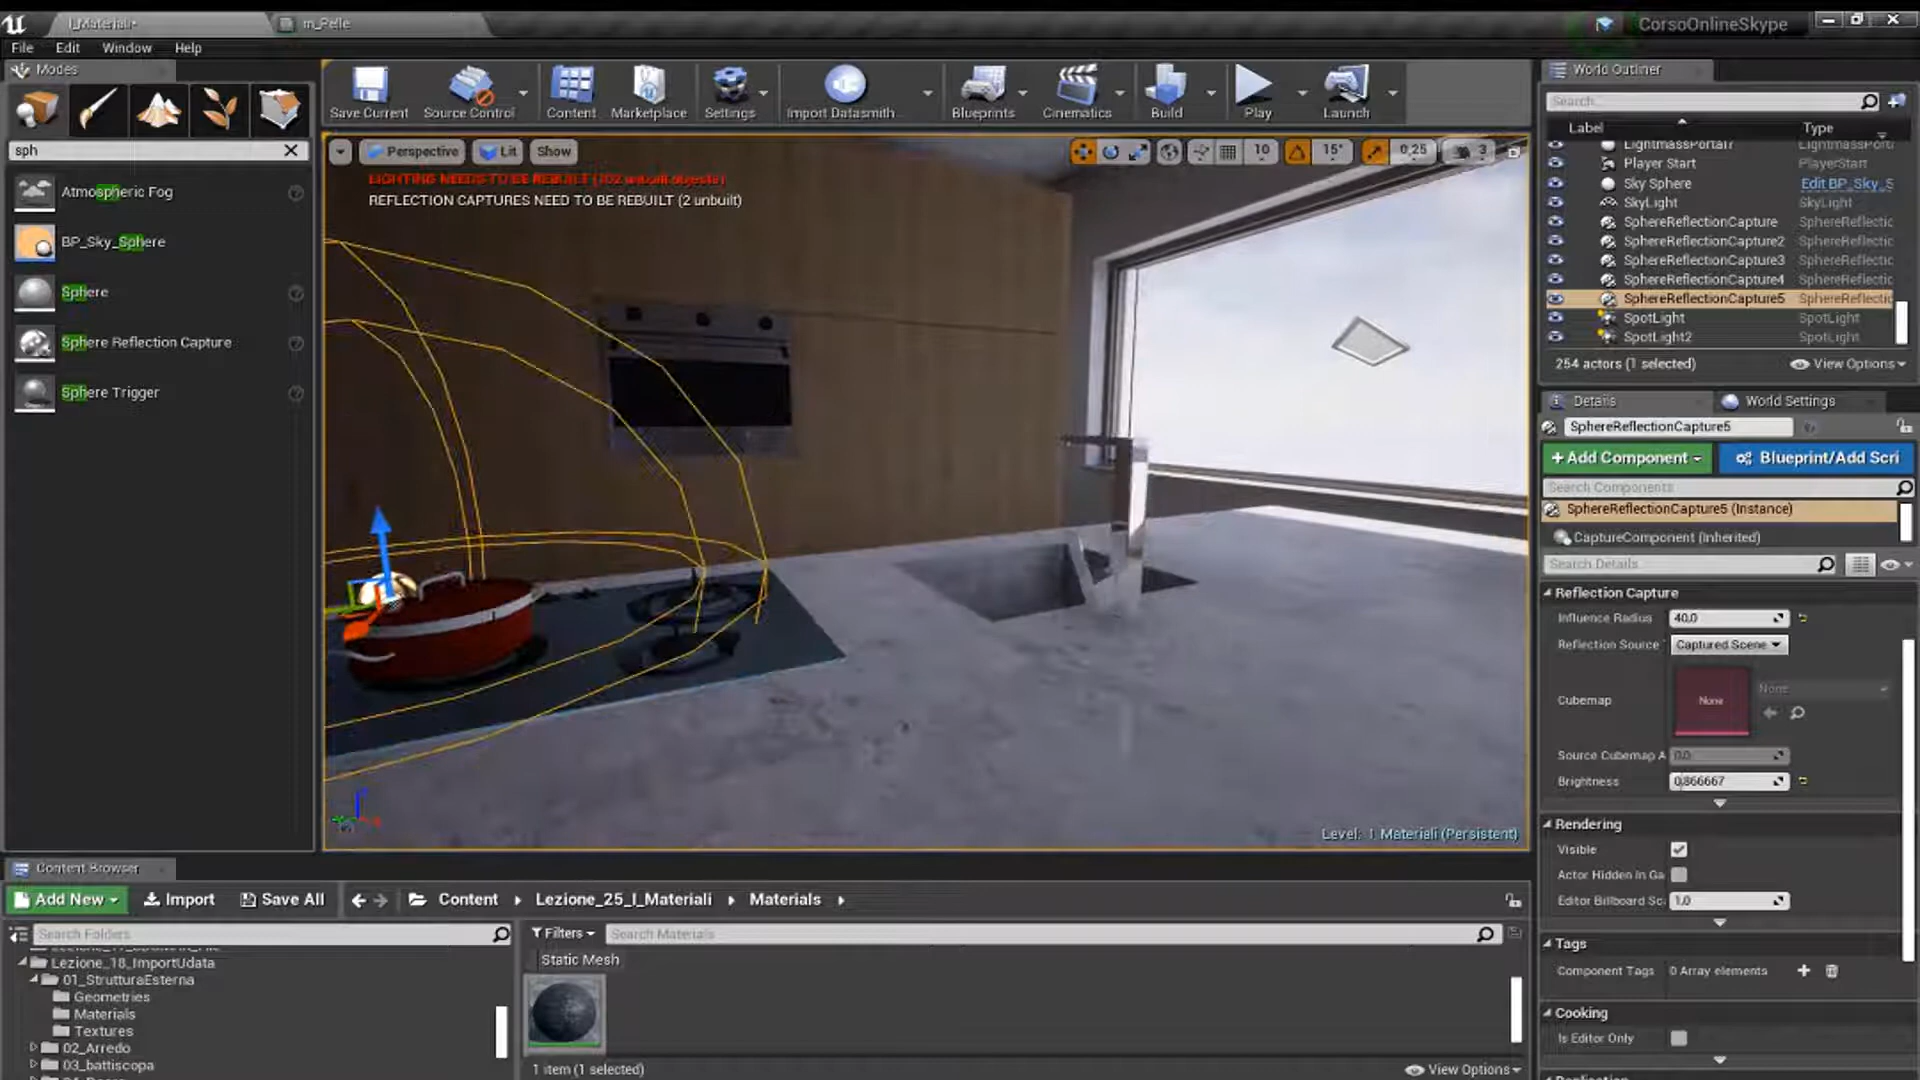 I_Materiali*
m_Pelle
CorsoOnlineSkype
File Edit Window Help
Modes
sph
Atmospheric Fog
BP_Sky_Sphere
Sphere
Sphere Reflection Capture
Sphere Trigger
Save Current Source Control Content Marketplace Settings Import Datasmith Blueprints Cinematics Build Play Launch
Perspective Lit Show
10 15° 0,25 3
LIGHTING NEEDS TO BE REBUILT (202 unbuilt objects)
REFLECTION CAPTURES NEED TO BE REBUILT (2 unbuilt)
Level: 1_Materiali (Persistent)
World Outliner
Search...
Label Type
LightmassPortal7 LightmassPorta
Player Start PlayerStart
Sky Sphere Edit BP_Sky_S
SkyLight SkyLight
SphereReflectionCapture SphereReflectic
SphereReflectionCapture2 SphereReflectic
SphereReflectionCapture3 SphereReflectic
SphereReflectionCapture4 SphereReflectic
SphereReflectionCapture5 SphereReflectic
SpotLight SpotLight
SpotLight2 SpotLight
254 actors (1 selected) View Options
Details World Settings
SphereReflectionCapture5
+Add Component Blueprint/Add Scri
Search Components
SphereReflectionCapture5 (Instance)
CaptureComponent (Inherited)
Search Details
Reflection Capture
Influence Radius 40,0
Reflection Source Captured Scene
Cubemap None None
Source Cubemap A 0,0
Brightness 0,866667
Rendering
Visible
Actor Hidden In Ga
Editor Billboard Sc 1,0
Tags
Component Tags 0 Array elements
Cooking
Is Editor Only
Content Browser
Add New Import Save All Content Lezione_25_I_Materiali Materials
Search Folders
Lezione_18_ImportUdata
01_StrutturaEsterna
Geometries
Materials
Textures
02_Arredo
03_battiscopa
Filters Search Materials
Static Mesh
1 item (1 selected) View Options